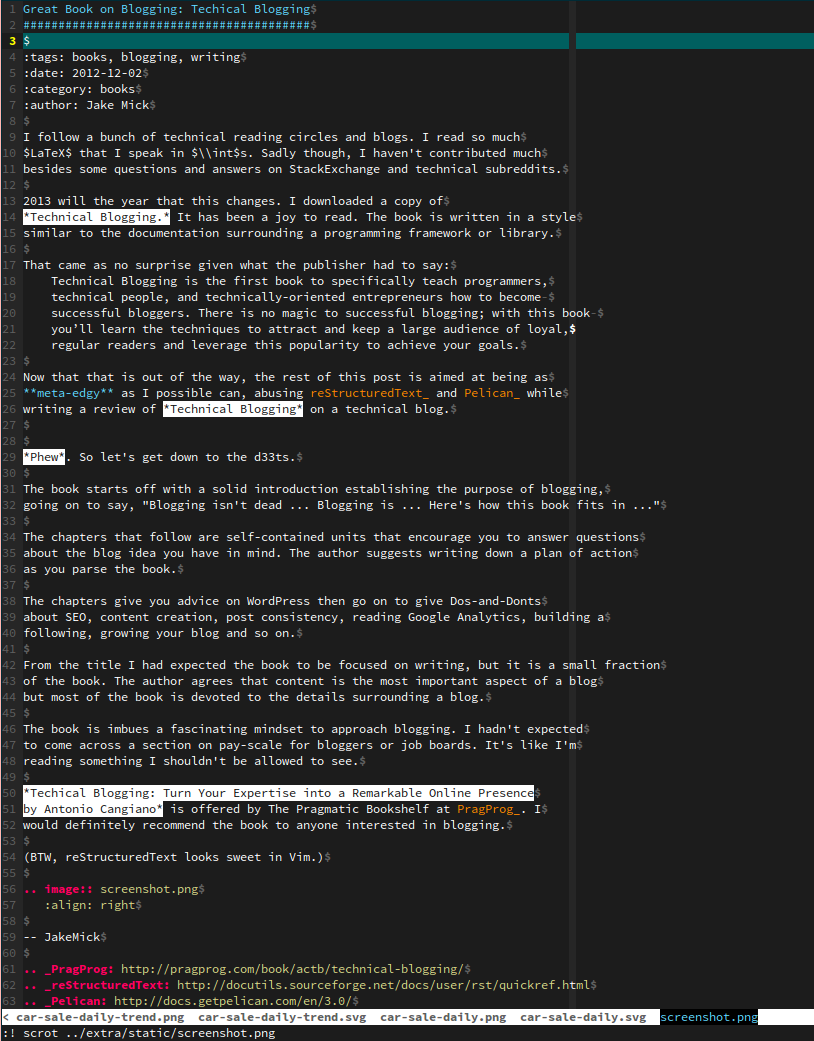 1 Great Book on Blogging: Techical Blogging$
2 #########################################$
3 $
4 :tags: books, blogging, writing$
5 :date: 2012-12-02$
6 :category: books$
7 :author: Jake Mick$
8 $
9 I follow a bunch of technical reading circles and blogs. I read so much$
10 $LaTeX$ that I speak in $\\int$s. Sadly though, I haven't contributed much$
11 besides some questions and answers on StackExchange and technical subreddits.$
12 $
13 2013 will the year that this changes. I downloaded a copy of$
14 *Technical Blogging.* It has been a joy to read. The book is written in a style$
15 similar to the documentation surrounding a programming framework or library.$
16 $
17 That came as no surprise given what the publisher had to say:$
18     Technical Blogging is the first book to specifically teach programmers,$
19     technical people, and technically-oriented entrepreneurs how to become-$
20     successful bloggers. There is no magic to successful blogging; with this book-$
21     you’ll learn the techniques to attract and keep a large audience of loyal,$
22     regular readers and leverage this popularity to achieve your goals.$
23 $
24 Now that that is out of the way, the rest of this post is aimed at being as$
25 **meta-edgy** as I possible can, abusing reStructuredText_ and Pelican_ while$
26 writing a review of *Technical Blogging* on a technical blog.$
27 $
28 $
29 *Phew*. So let's get down to the d33ts.$
30 $
31 The book starts off with a solid introduction establishing the purpose of blogging,$
32 going on to say, "Blogging isn't dead ... Blogging is ... Here's how this book fits in ..."$
33 $
34 The chapters that follow are self-contained units that encourage you to answer questions$
35 about the blog idea you have in mind. The author suggests writing down a plan of action$
36 as you parse the book.$
37 $
38 The chapters give you advice on WordPress then go on to give Dos-and-Donts$
39 about SEO, content creation, post consistency, reading Google Analytics, building a$
40 following, growing your blog and so on.$
41 $
42 From the title I had expected the book to be focused on writing, but it is a small fraction$
43 of the book. The author agrees that content is the most important aspect of a blog$
44 but most of the book is devoted to the details surrounding a blog.$
45 $
46 The book is imbues a fascinating mindset to approach blogging. I hadn't expected$
47 to come across a section on pay-scale for bloggers or job boards. It's like I'm$
48 reading something I shouldn't be allowed to see.$
49 $
50 *Techical Blogging: Turn Your Expertise into a Remarkable Online Presence$
51 by Antonio Cangiano* is offered by The Pragmatic Bookshelf at PragProg_. I$
52 would definitely recommend the book to anyone interested in blogging.$
53 $
54 (BTW, reStructuredText looks sweet in Vim.)$
55 $
56 .. image:: screenshot.png$
57    :align: right$
58 $
59 -- JakeMick$
60 $
61 .. _PragProg: http://pragprog.com/book/actb/technical-blogging/$
62 .. _reStructuredText: http://docutils.sourceforge.net/docs/user/rst/quickref.html$
63 .. _Pelican: http://docs.getpelican.com/en/3.0/$
< car-sale-daily-trend.png  car-sale-daily-trend.svg  car-sale-daily.png  car-sale-daily.svg  screenshot.png
:! scrot ../extra/static/screenshot.png